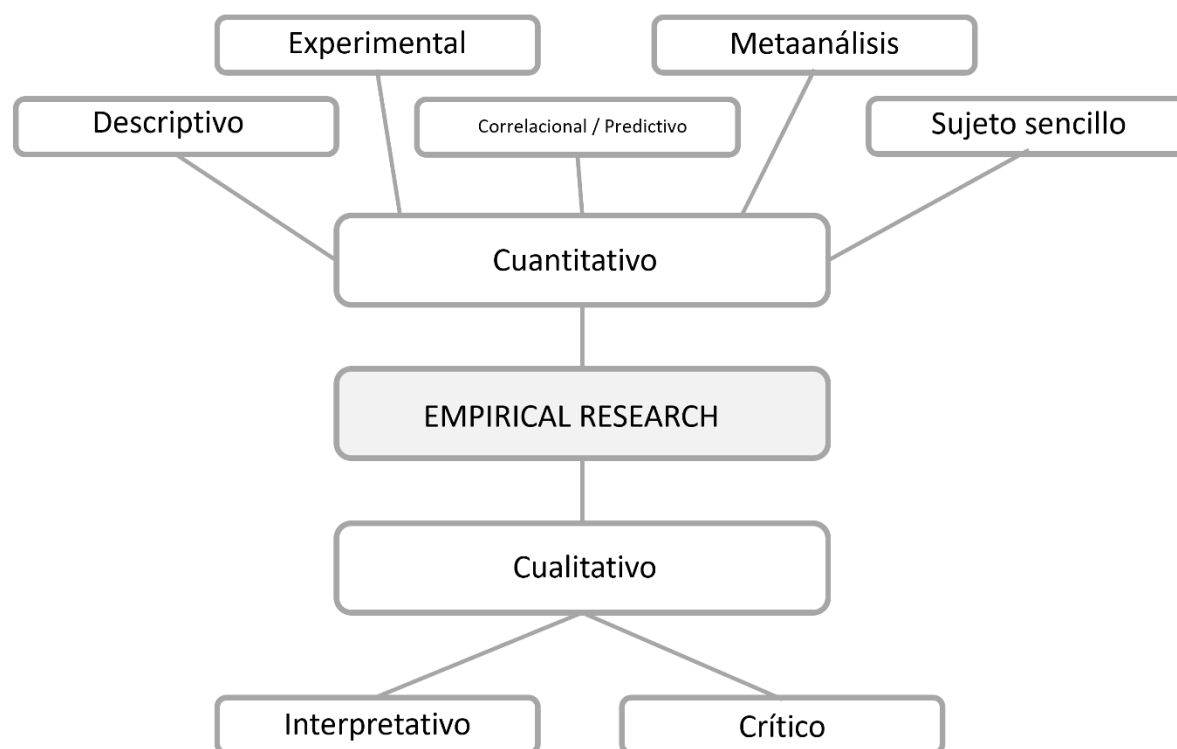 Experimental
Metaanálisis
Descriptivo
Correlacional / Predictivo
Sujeto sencillo
Cuantitativo
EMPIRICAL RESEARCH
Cualitativo
Interpretativo
Crítico